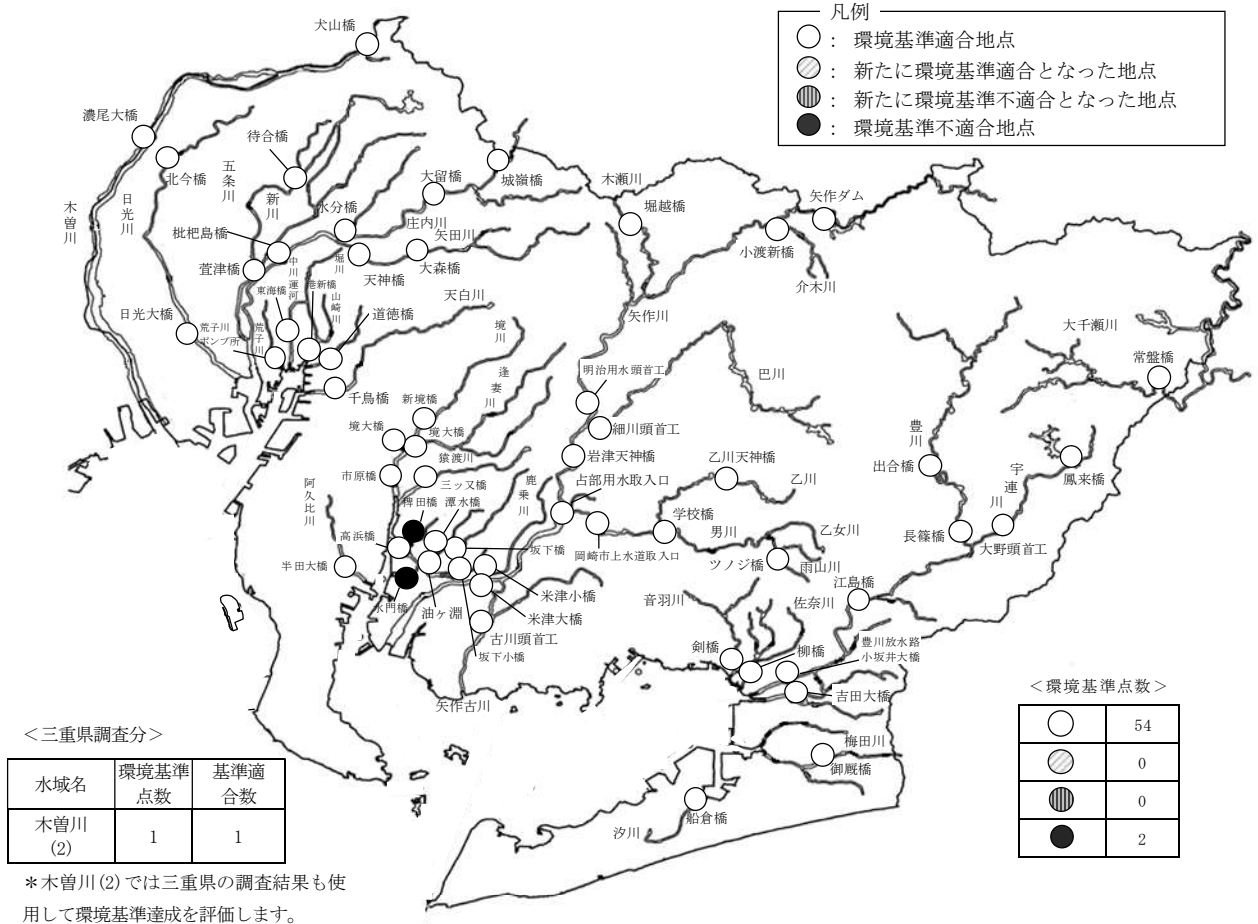 凡例
○ : 環境基準適合地点
: 新たに環境基準適合となった地点
: 新たに環境基準不適合となった地点
● : 環境基準不適合地点
犬山橋
濃尾大橋
北今橋
待合橋
五条川
新川
日光川
木曽川
水分橋
大留橋
城嶺橋
庄内川
枇杷島橋
萱津橋
中川運河
堀川
天神橋
矢田川
大森橋
東海橋
港新橋
山崎川
道徳橋
天白川
日光大橋
荒子川
ポンプ所
荒子川
千鳥橋
木瀬川
堀越橋
矢作ダム
小渡新橋
介木川
矢作川
境川
逢妻川
明治用水頭首工
巴川
細川頭首工
岩津天神橋
新境橋
境大橋
境大橋
猿渡川
市原橋
三ッ又橋
阿久比川
稗田橋
潭水橋
鹿乗川
占部用水取入口
乙川天神橋
乙川
高浜橋
坂下橋
岡崎市上水道取入口
学校橋
男川
乙女川
ツノジ橋
雨山川
半田大橋
水門橋
油ヶ淵
米津小橋
米津大橋
古川頭首工
坂下小橋
矢作古川
大千瀬川
常盤橋
豊川
出合橋
宇連川
鳳来橋
長篠橋
大野頭首工
江島橋
音羽川
佐奈川
剣橋
柳橋
豊川放水路
小坂井大橋
吉田大橋
梅田川
御厩橋
船倉橋
汐川
<三重県調査分>
水域名 環境基準点数 基準適合数
木曽川(2) 1 1
*木曽川(2)では三重県の調査結果も使
用して環境基準達成を評価します。
<環境基準点数>
○ 54
0
0
● 2